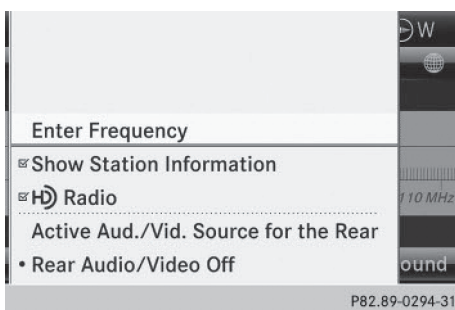 W
Enter Frequency
Show Station Information
HD Radio
110 MHz
Active Aud./Vid. Source for the Rear
• Rear Audio/Video Off
ound
P82.89-0294-31